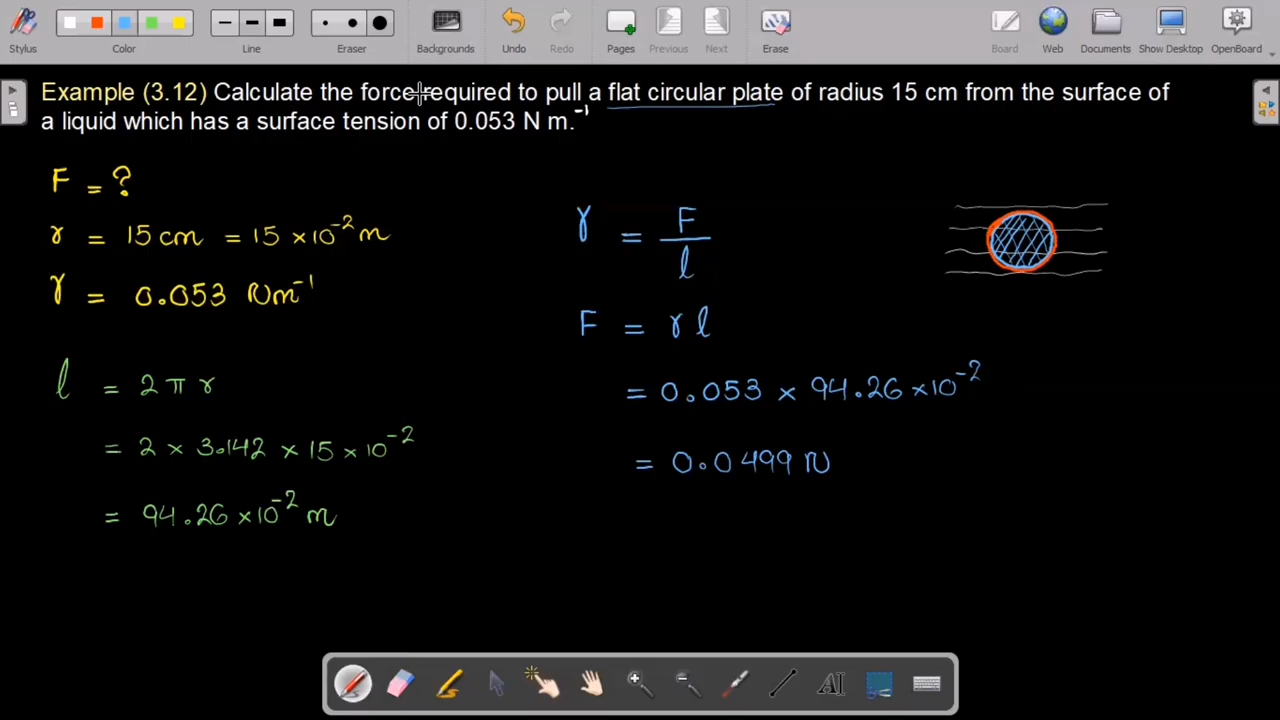 Stylus Color Line Eraser Backgrounds Undo Redo Pages Previous Next Erase Board Web Documents Show Desktop OpenBoard
Example (3.12) Calculate the force required to pull a flat circular plate of radius 15 cm from the surface of
a liquid which has a surface tension of 0.053 N m.⁻¹
F = ?
r = 15 cm = 15 × 10⁻² m
γ = 0.053 Nm⁻¹
l = 2 π r
= 2 × 3.142 × 15 × 10⁻²
= 94.26 × 10⁻² m
γ = F / l
F = γ l
= 0.053 × 94.26 × 10⁻²
= 0.0499 N
AI